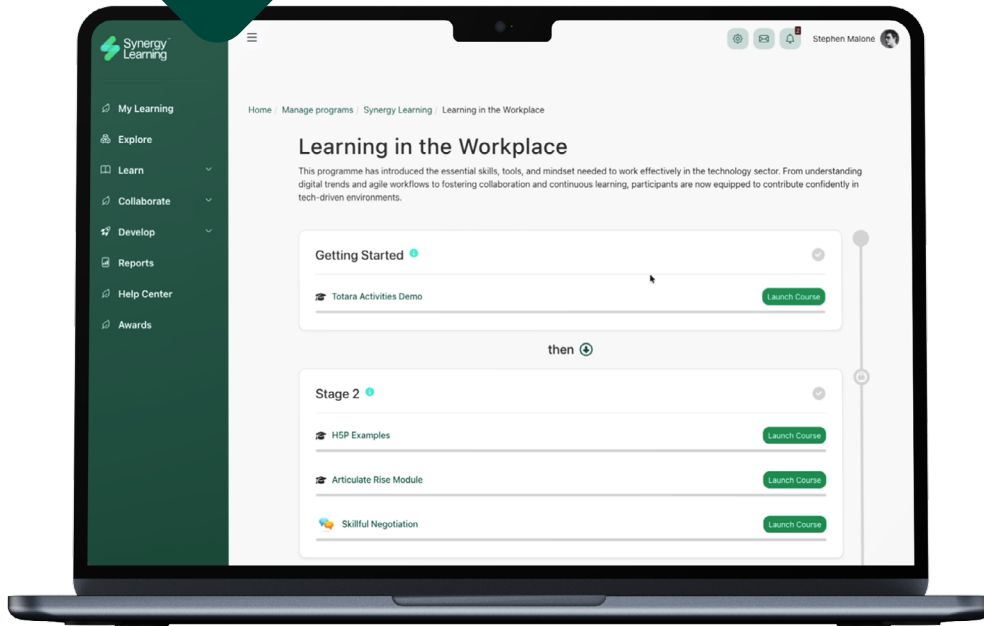 Synergy
Learning
Stephen Malone
2
My Learning
Explore
Learn
Collaborate
Develop
Reports
Help Center
Awards
Home / Manage programs / Synergy Learning / Learning in the Workplace
Learning in the Workplace
This programme has introduced the essential skills, tools, and mindset needed to work effectively in the technology sector. From understanding
digital trends and agile workflows to fostering collaboration and continuous learning, participants are now equipped to contribute confidently in
tech-driven environments.
Getting Started
Totara Activities Demo
Launch Course
then
Stage 2
H5P Examples
Launch Course
Articulate Rise Module
Launch Course
Skillful Negotiation
Launch Course